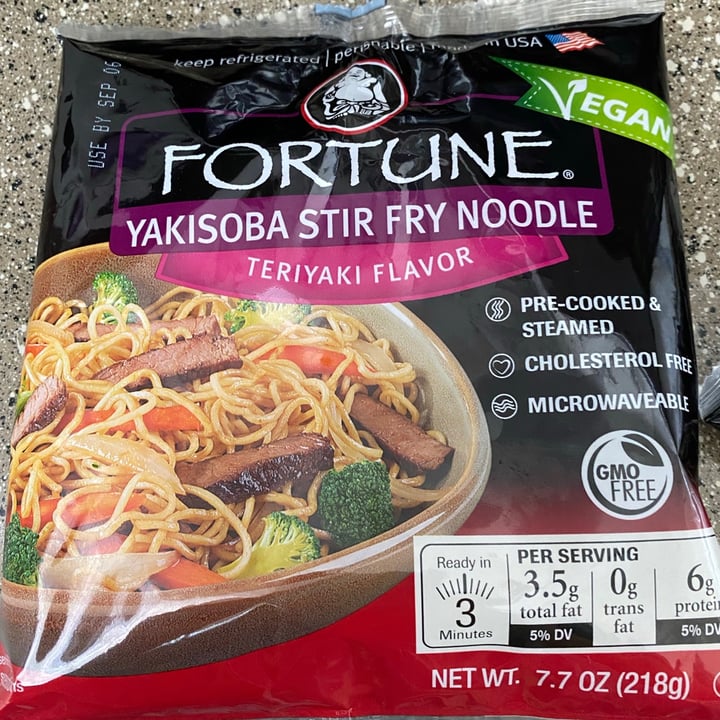 keep refrigerated | perishable | made in USA
USE BY SEP 06
VEGAN
FORTUNE®
YAKISOBA STIR FRY NOODLE
TERIYAKI FLAVOR
PRE-COOKED &
STEAMED
CHOLESTEROL FREE
MICROWAVEABLE
GMO
FREE
Ready in
3
Minutes
PER SERVING
3.5g
total fat
5% DV
0g
trans
fat
6g
protein
5% DV
NET WT. 7.7 OZ (218g)